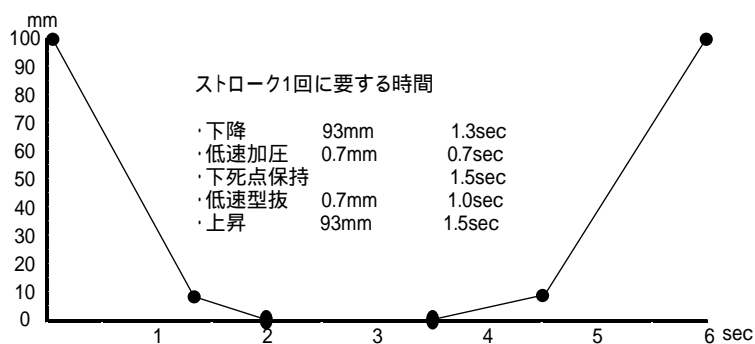 mm
100
90
80
70
60
50
40
30
20
10
0
ストローク1回に要する時間
・下降 93mm 1.3sec
・低速加圧 0.7mm 0.7sec
・下死点保持 1.5sec
・低速型抜 0.7mm 1.0sec
・上昇 93mm 1.5sec
1 2 3 4 5 6 sec